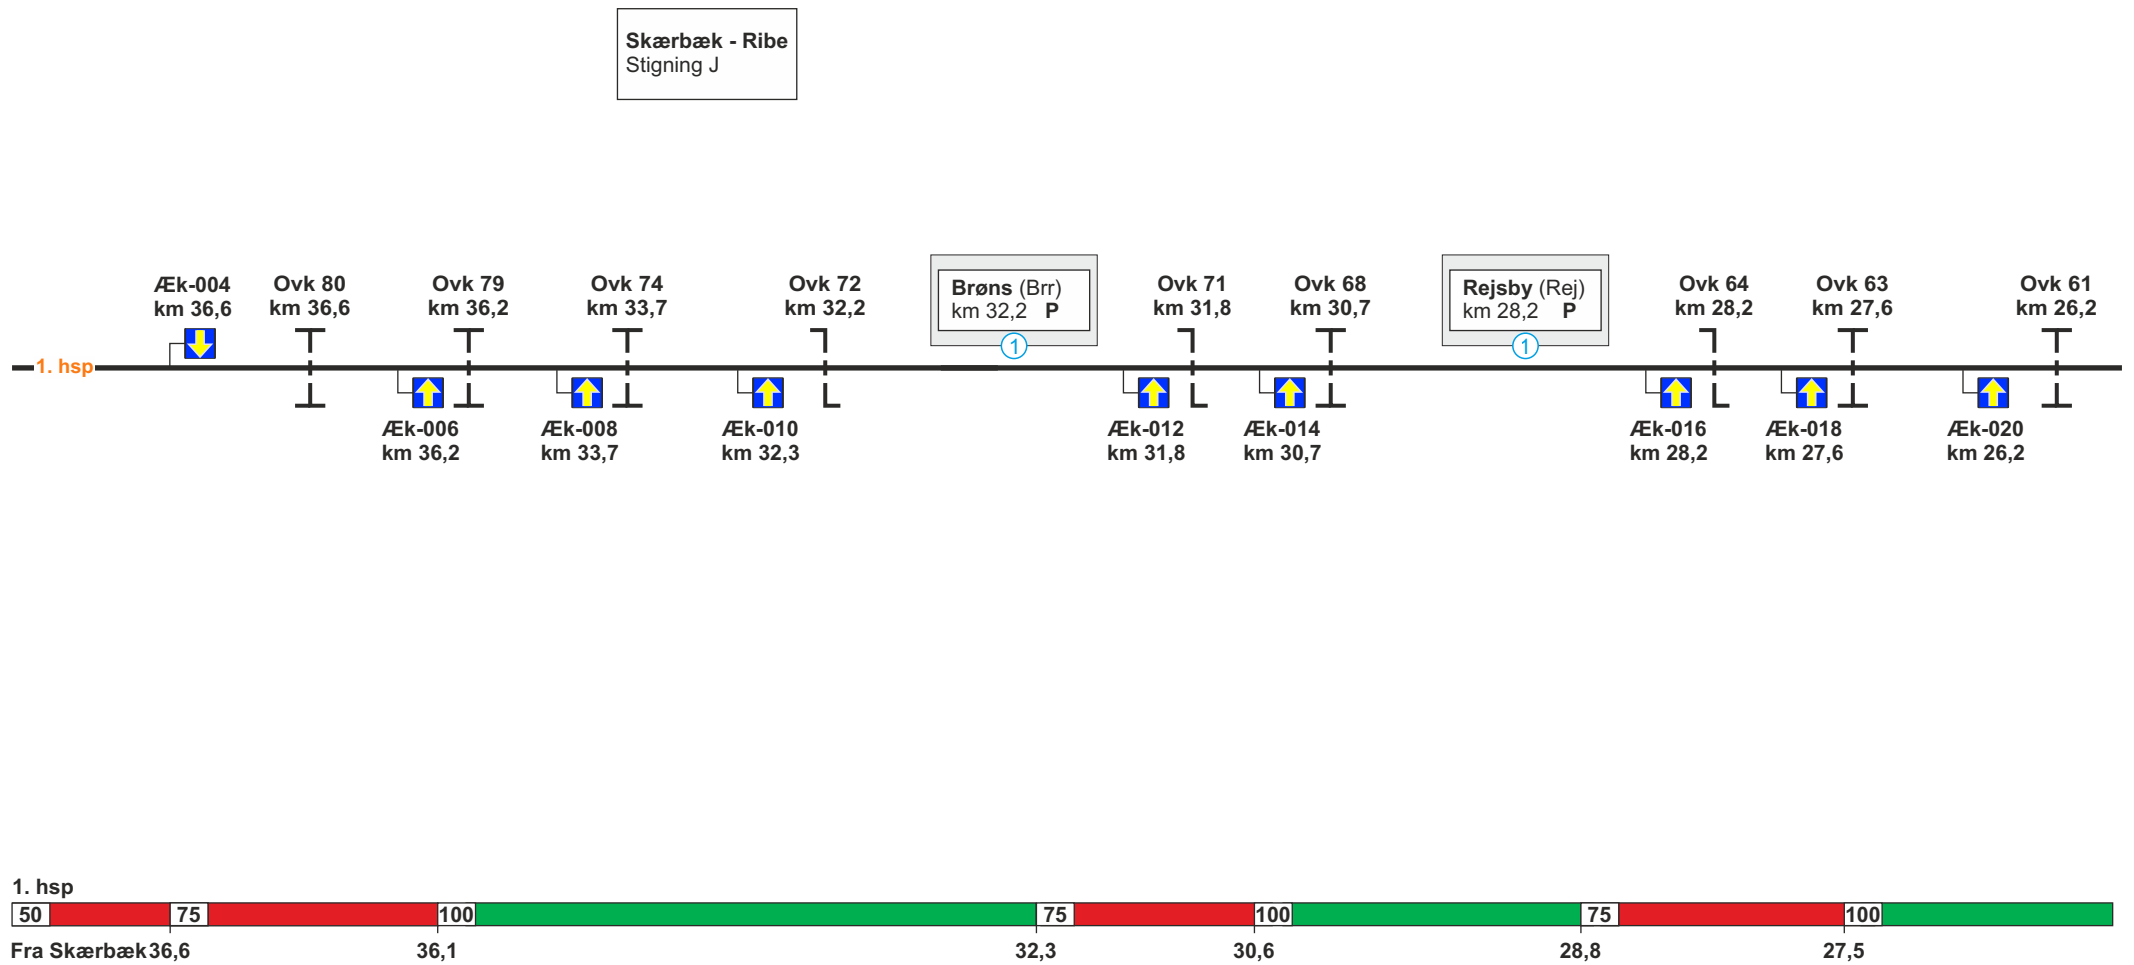 Skærbæk - Ribe
Stigning J
Æk-004
km 36,6
Ovk 80
km 36,6
Ovk 79
km 36,2
Ovk 74
km 33,7
Ovk 72
km 32,2
Brøns (Brr)
km 32,2 P
1
Ovk 71
km 31,8
Ovk 68
km 30,7
Rejsby (Rej)
km 28,2 P
1
Ovk 64
km 28,2
Ovk 63
km 27,6
Ovk 61
km 26,2
1. hsp
Æk-006
km 36,2
Æk-008
km 33,7
Æk-010
km 32,3
Æk-012
km 31,8
Æk-014
km 30,7
Æk-016
km 28,2
Æk-018
km 27,6
Æk-020
km 26,2
1. hsp
50 75 100 75 100 75 100
Fra Skærbæk 36,6 36,1 32,3 30,6 28,8 27,5